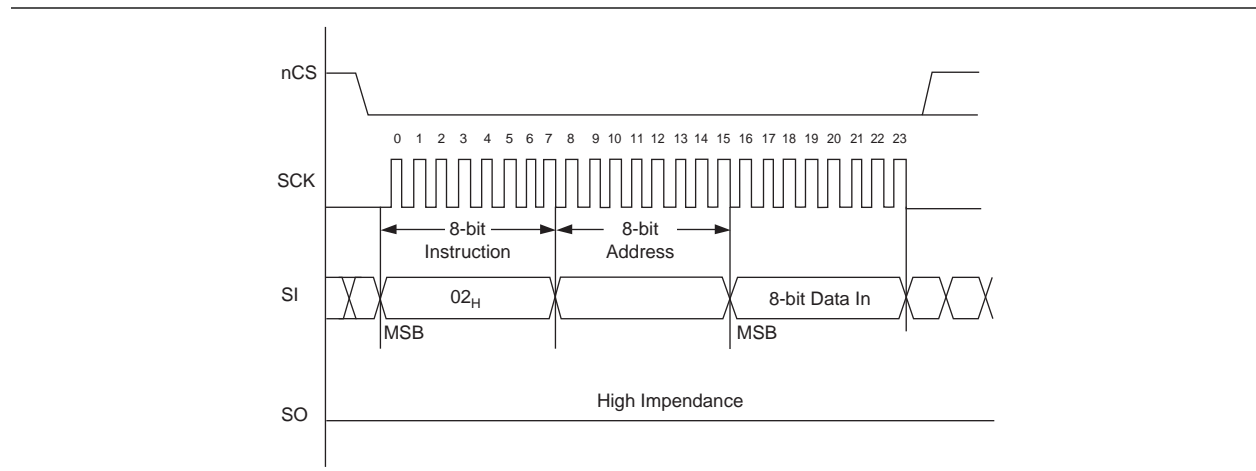 nCS
0 1 2 3 4 5 6 7 8 9 10 11 12 13 14 15 16 17 18 19 20 21 22 23
SCK
8-bit Instruction
8-bit Address
SI
02H
8-bit Data In
MSB
MSB
High Impendance
SO